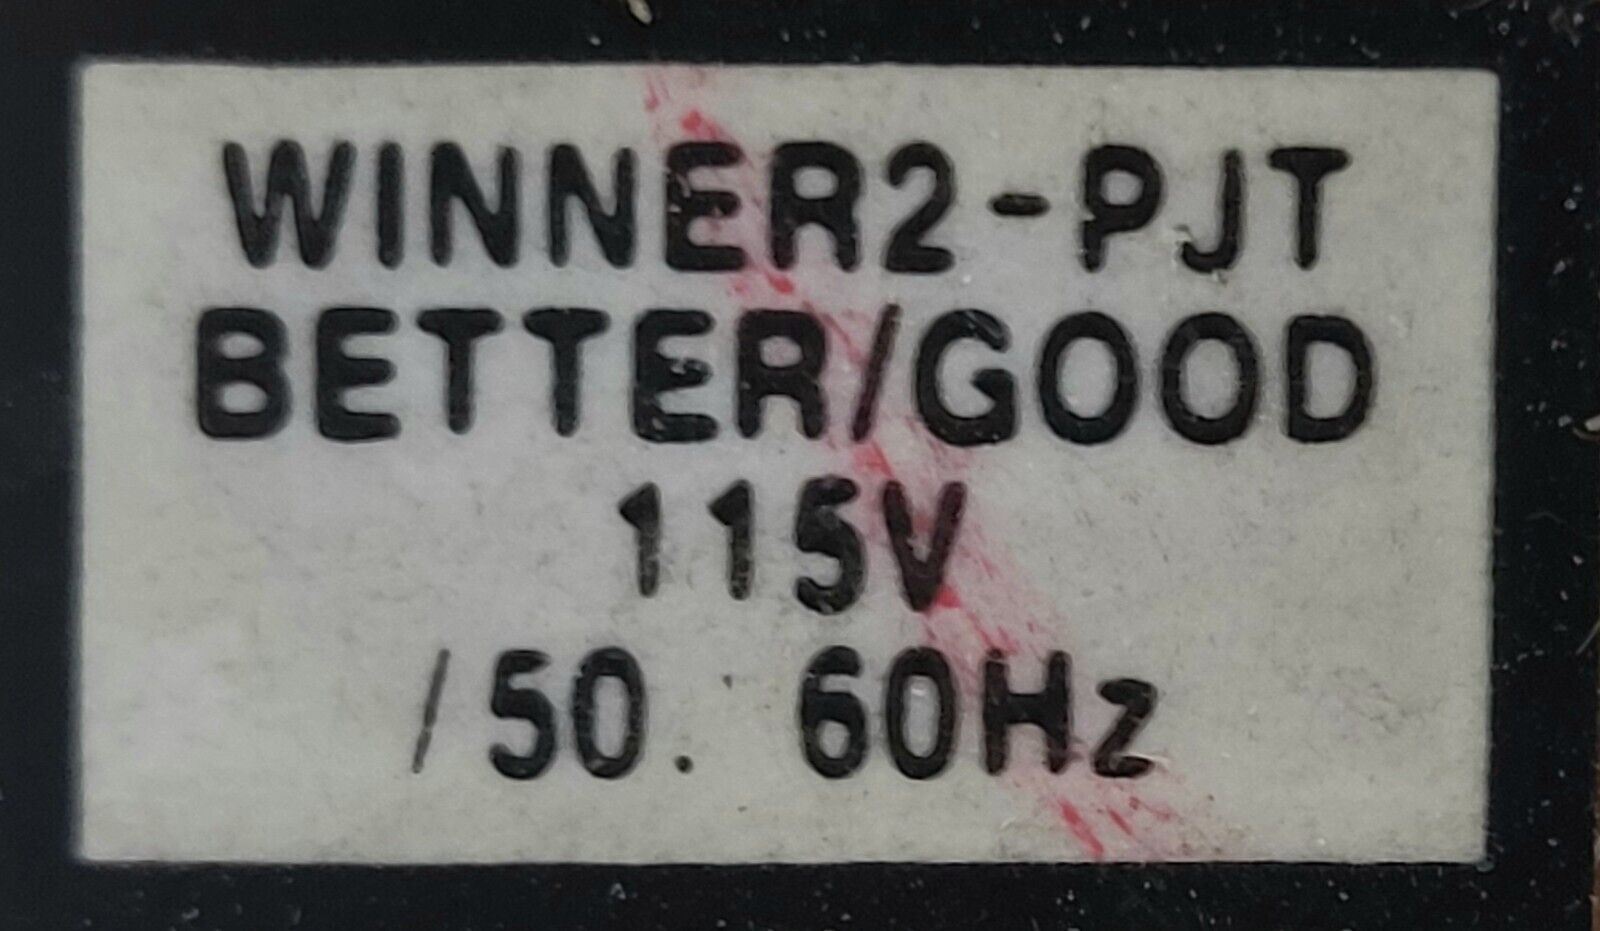 WINNER2-PJT
BETTER/GOOD
115V
/50. 60Hz